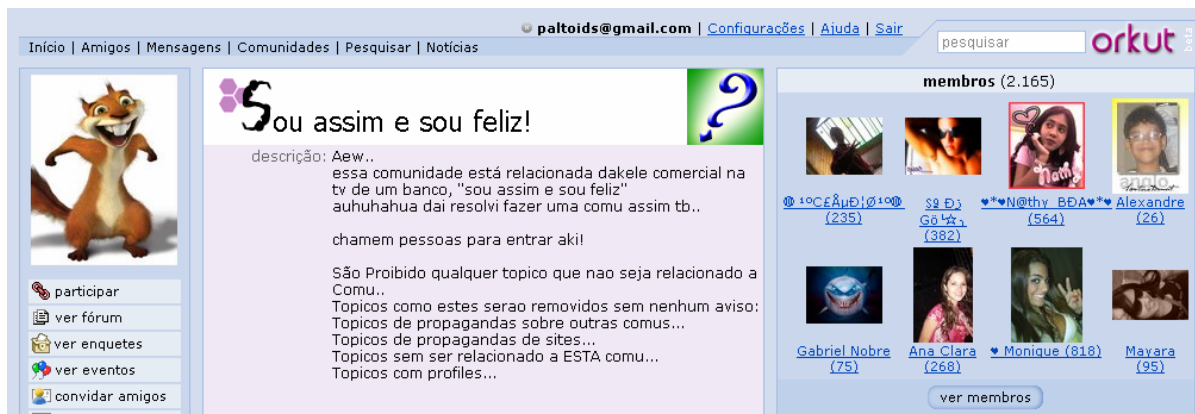 paltoids@gmail.com | Configurações | Ajuda | Sair
Início | Amigos | Mensagens | Comunidades | Pesquisar | Notícias
pesquisar
orkut beta
Sou assim e sou feliz!
descrição: Aew..
essa comunidade está relacionada dakele comercial na
tv de um banco, "sou assim e sou feliz"
auhuhahua dai resolvi fazer uma comu assim tb..
chamem pessoas para entrar aki!
São Proibido qualquer topico que nao seja relacionado a
Comu..
Topicos como estes serao removidos sem nenhum aviso:
Topicos de propagandas sobre outras comus...
Topicos de propagandas de sites...
Topicos sem ser relacionado a ESTA comu...
Topicos com profiles...
participar
ver fórum
ver enquetes
ver eventos
convidar amigos
membros (2.165)
Nathy
anglo
(235)
(382)
♥*♥N@thy BÐA♥*♥
(564)
Alexandre
(26)
Gabriel Nobre
(75)
Ana Clara
(268)
♥ Monique (818)
Mayara
(95)
ver membros